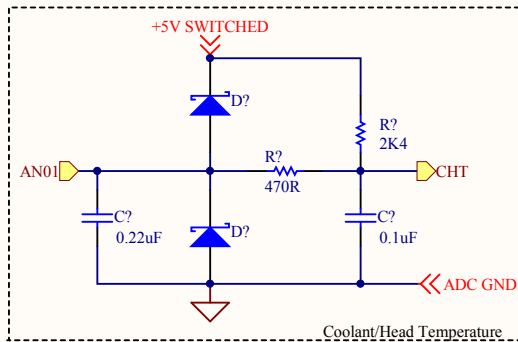 +5V SWITCHED
D?
R?
2K4
AN01
R?
470R
CHT
C?
0.22uF
D?
C?
0.1uF
ADC GND
Coolant/Head Temperature